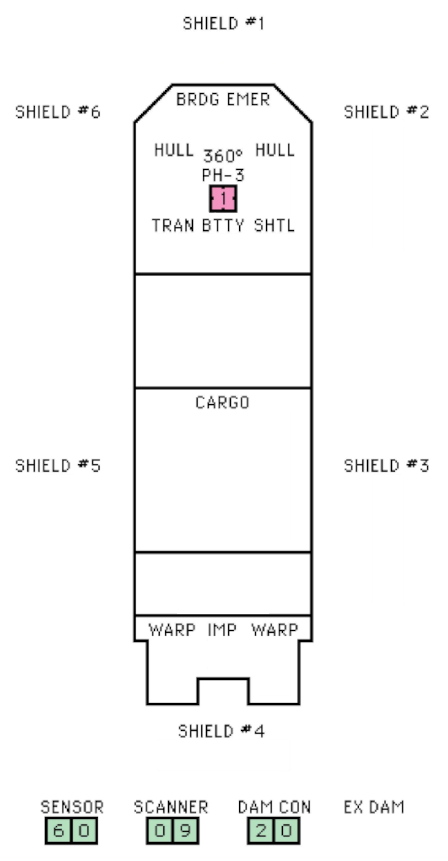 SHIELD #1
BRDG EMER
SHIELD #6
SHIELD #2
HULL 360° HULL
PH-3
1
TRAN BTTY SHTL
CARGO
SHIELD #5
SHIELD #3
WARP IMP WARP
SHIELD #4
SENSOR SCANNER DAM CON EX DAM
6 0 0 9 2 0